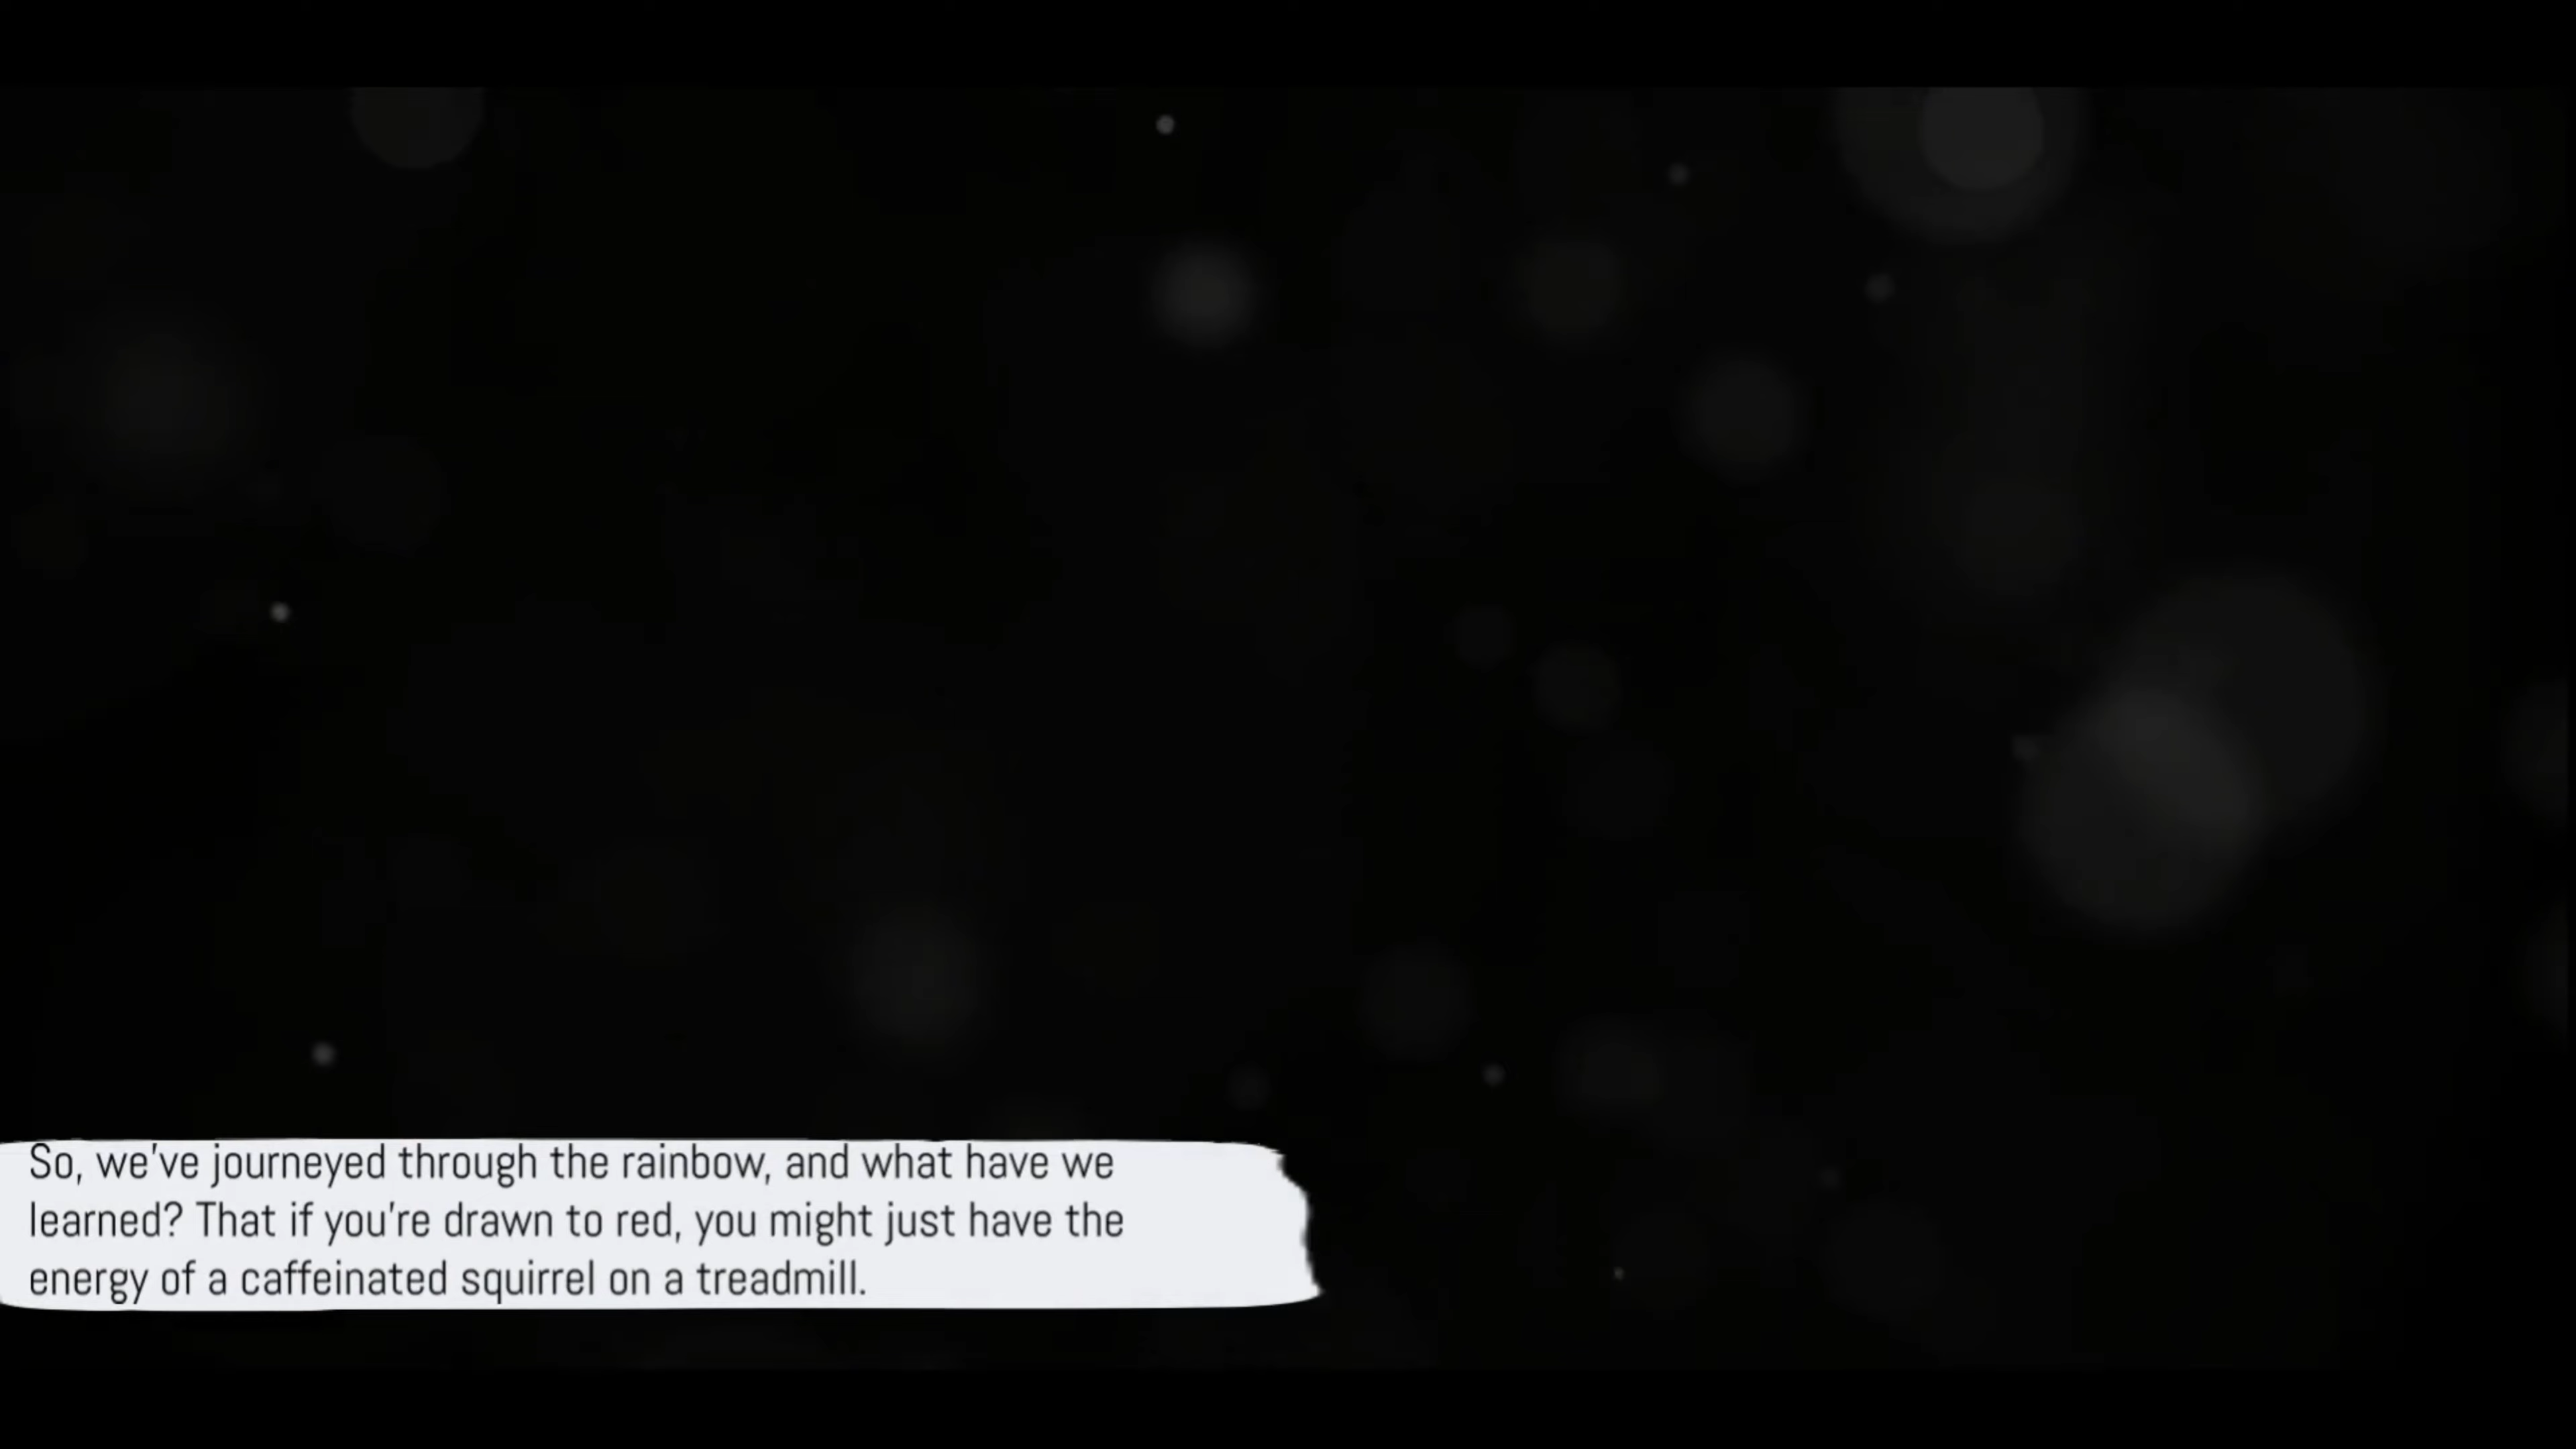 So, we've journeyed through the rainbow, and what have we
learned? That if you're drawn to red, you might just have the
energy of a caffeinated squirrel on a treadmill.